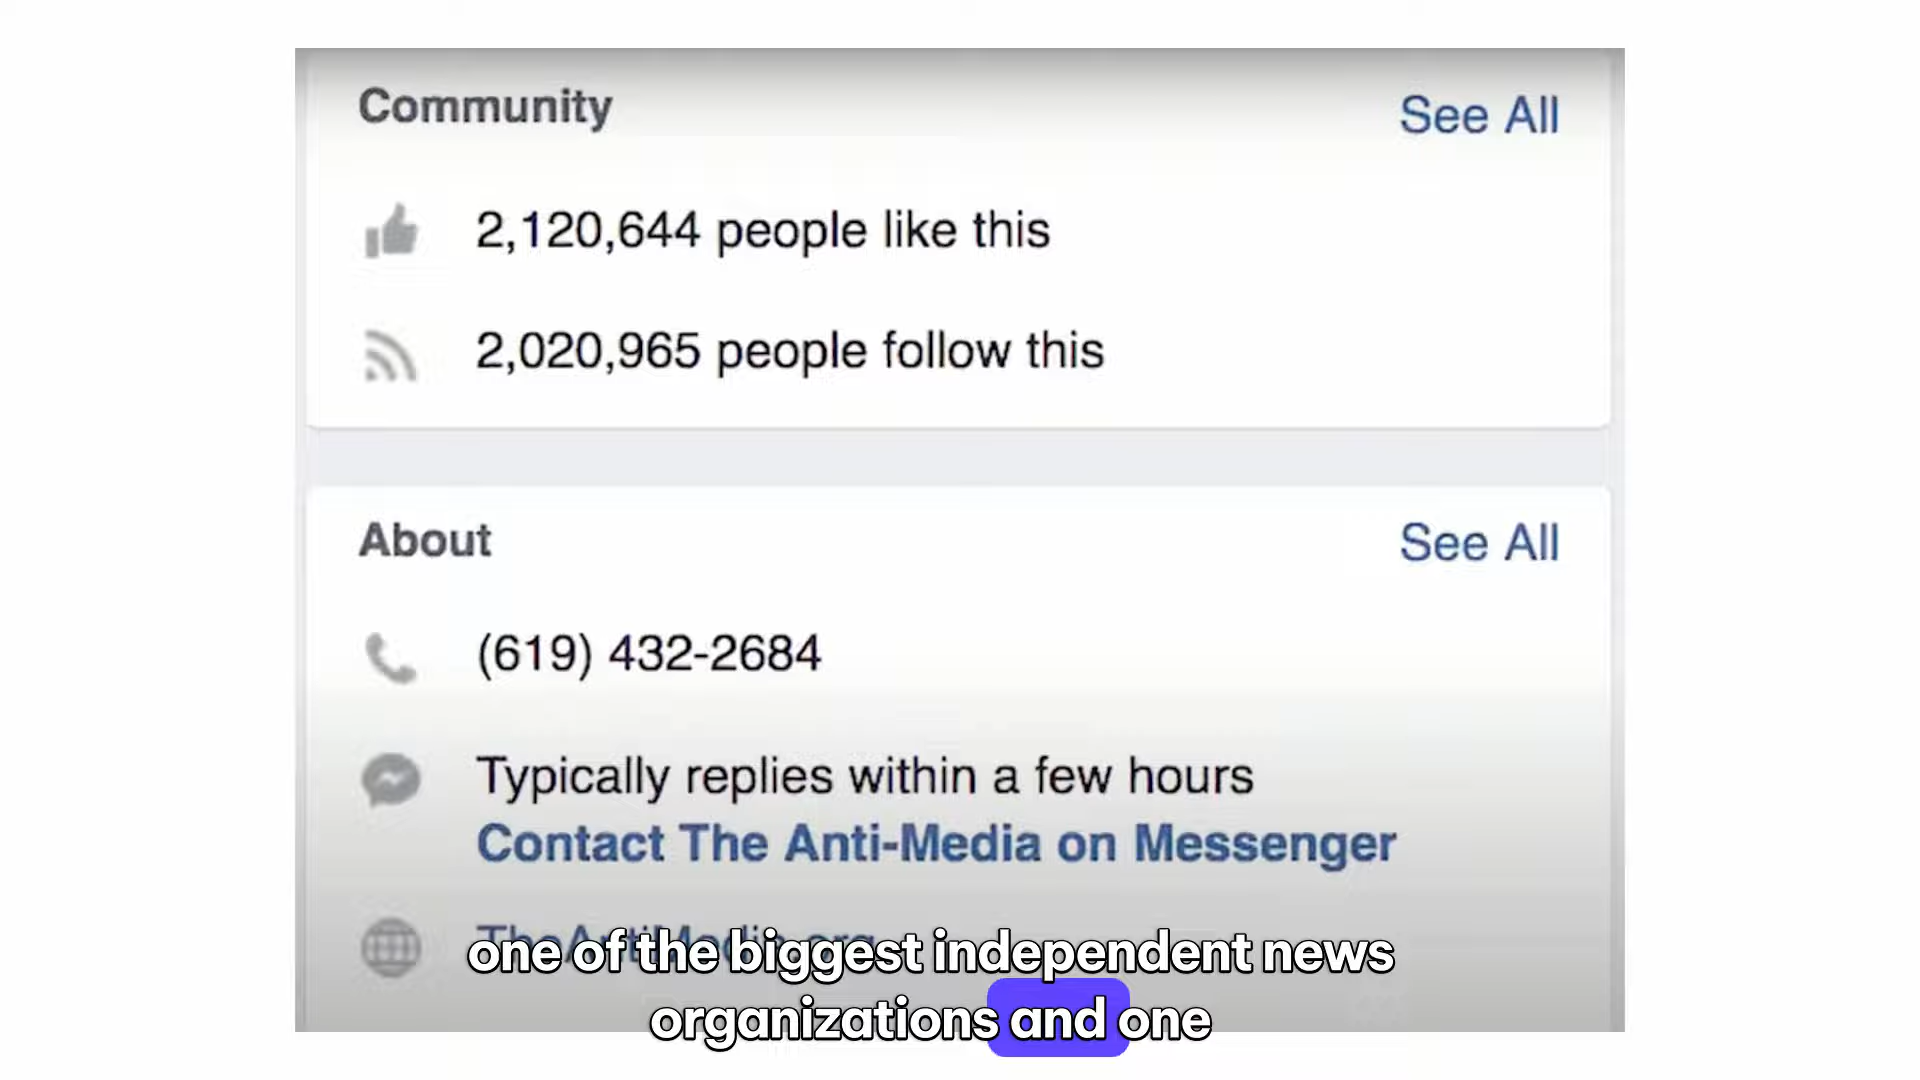 Community
See All
2,120,644 people like this
2,020,965 people follow this
About
See All
(619) 432-2684
Typically replies within a few hours
Contact The Anti-Media on Messenger
TheAntiMedia.org
one of the biggest independent news
organizations and one